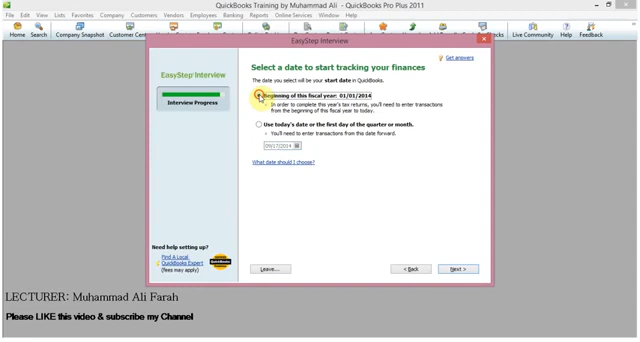 QuickBooks Training by Muhammad Ali - QuickBooks Pro Plus 2011
File Edit View Lists Favorites Company Customers Vendors Employees Banking Reports Online Services Window Help
Home Search Company Snapshot Customer Live Community Help Feedback
EasyStep Interview
Get answers
EasyStep Interview
Interview Progress
Select a date to start tracking your finances
The date you select will be your start date in QuickBooks.
Beginning of this fiscal year: 01/01/2014
• In order to complete this year's tax returns, you'll need to enter transactions
from the beginning of this fiscal year to today.
Use today's date or the first day of the quarter or month.
• You'll need to enter transactions from this date forward.
09/17/2014
What date should I choose?
Need help setting up?
Find A Local
QuickBooks Expert
(fees may apply)
QuickBooks
Leave...
< Back
Next >
LECTURER: Muhammad Ali Farah
Please LIKE this video & subscribe my Channel